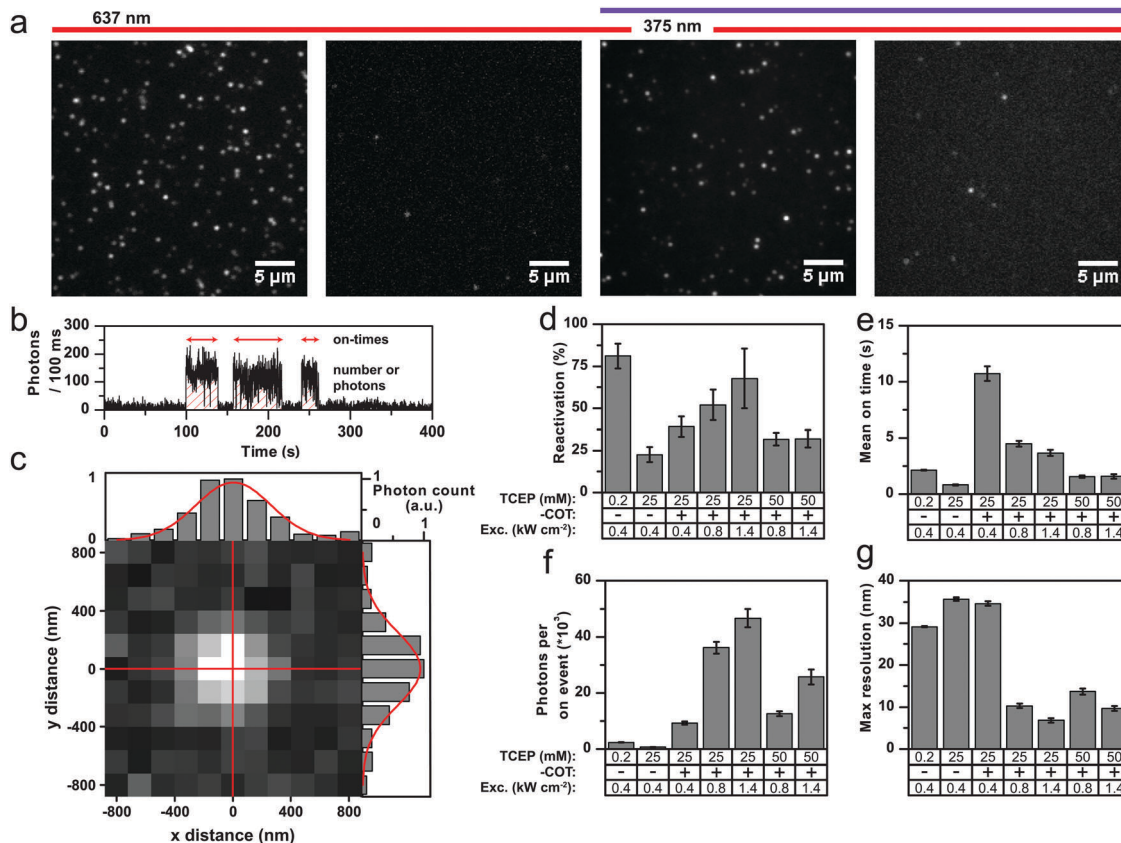 a
637 nm
375 nm
5 µm
5 µm
5 µm
5 µm
b
Photons
/ 100 ms
300
200
100
0
on-times
number or
photons
0 100 200 300 400
Time (s)
c
1
0
1
Photon count
0 (a.u.)
0 1
y distance (nm)
800
400
0
-400
-800
-800 -400 0 400 800
x distance (nm)
d
Reactivation (%)
100
75
50
25
0
TCEP (mM): 0.2 25 25 25 25 50 50
-COT: - - + + + + +
Exc. (kW cm-2): 0.4 0.4 0.4 0.8 1.4 0.8 1.4
e
Mean on time (s)
15
10
5
0
0.2 25 25 25 25 50 50
- - + + + + +
0.4 0.4 0.4 0.8 1.4 0.8 1.4
f
Photons per
on event (*10³)
60
40
20
0
TCEP (mM): 0.2 25 25 25 25 50 50
-COT: - - + + + + +
Exc. (kW cm-2): 0.4 0.4 0.4 0.8 1.4 0.8 1.4
g
Max resolution (nm)
40
30
20
10
0
0.2 25 25 25 25 50 50
- - + + + + +
0.4 0.4 0.4 0.8 1.4 0.8 1.4